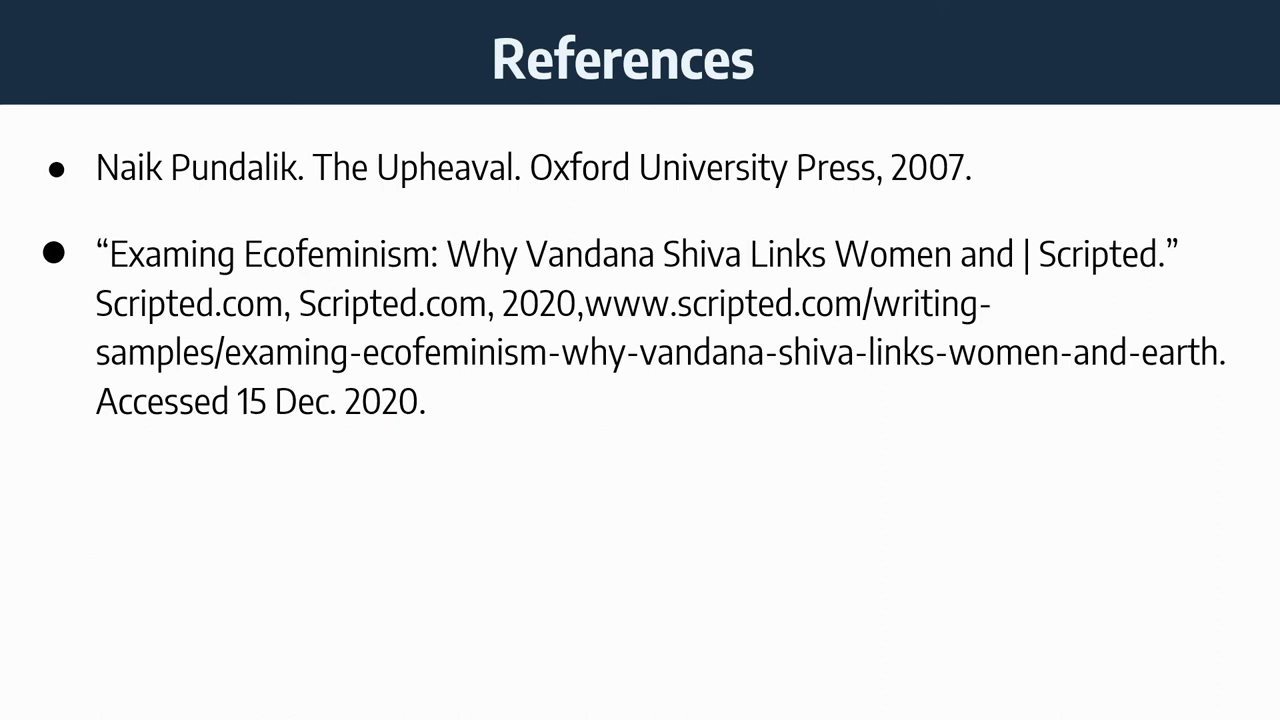 References
• Naik Pundalik. The Upheaval. Oxford University Press, 2007.
• “Examing Ecofeminism: Why Vandana Shiva Links Women and | Scripted.”
Scripted.com, Scripted.com, 2020,www.scripted.com/writing-
samples/examing-ecofeminism-why-vandana-shiva-links-women-and-earth.
Accessed 15 Dec. 2020.